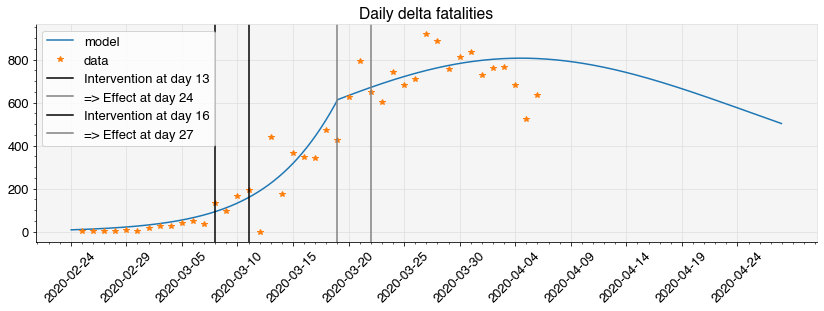 Daily delta fatalities
model
data
Intervention at day 13
=> Effect at day 24
Intervention at day 16
=> Effect at day 27
800
600
400
200
0
2020-02-24
2020-02-29
2020-03-05
2020-03-10
2020-03-15
2020-03-20
2020-03-25
2020-03-30
2020-04-04
2020-04-09
2020-04-14
2020-04-19
2020-04-24